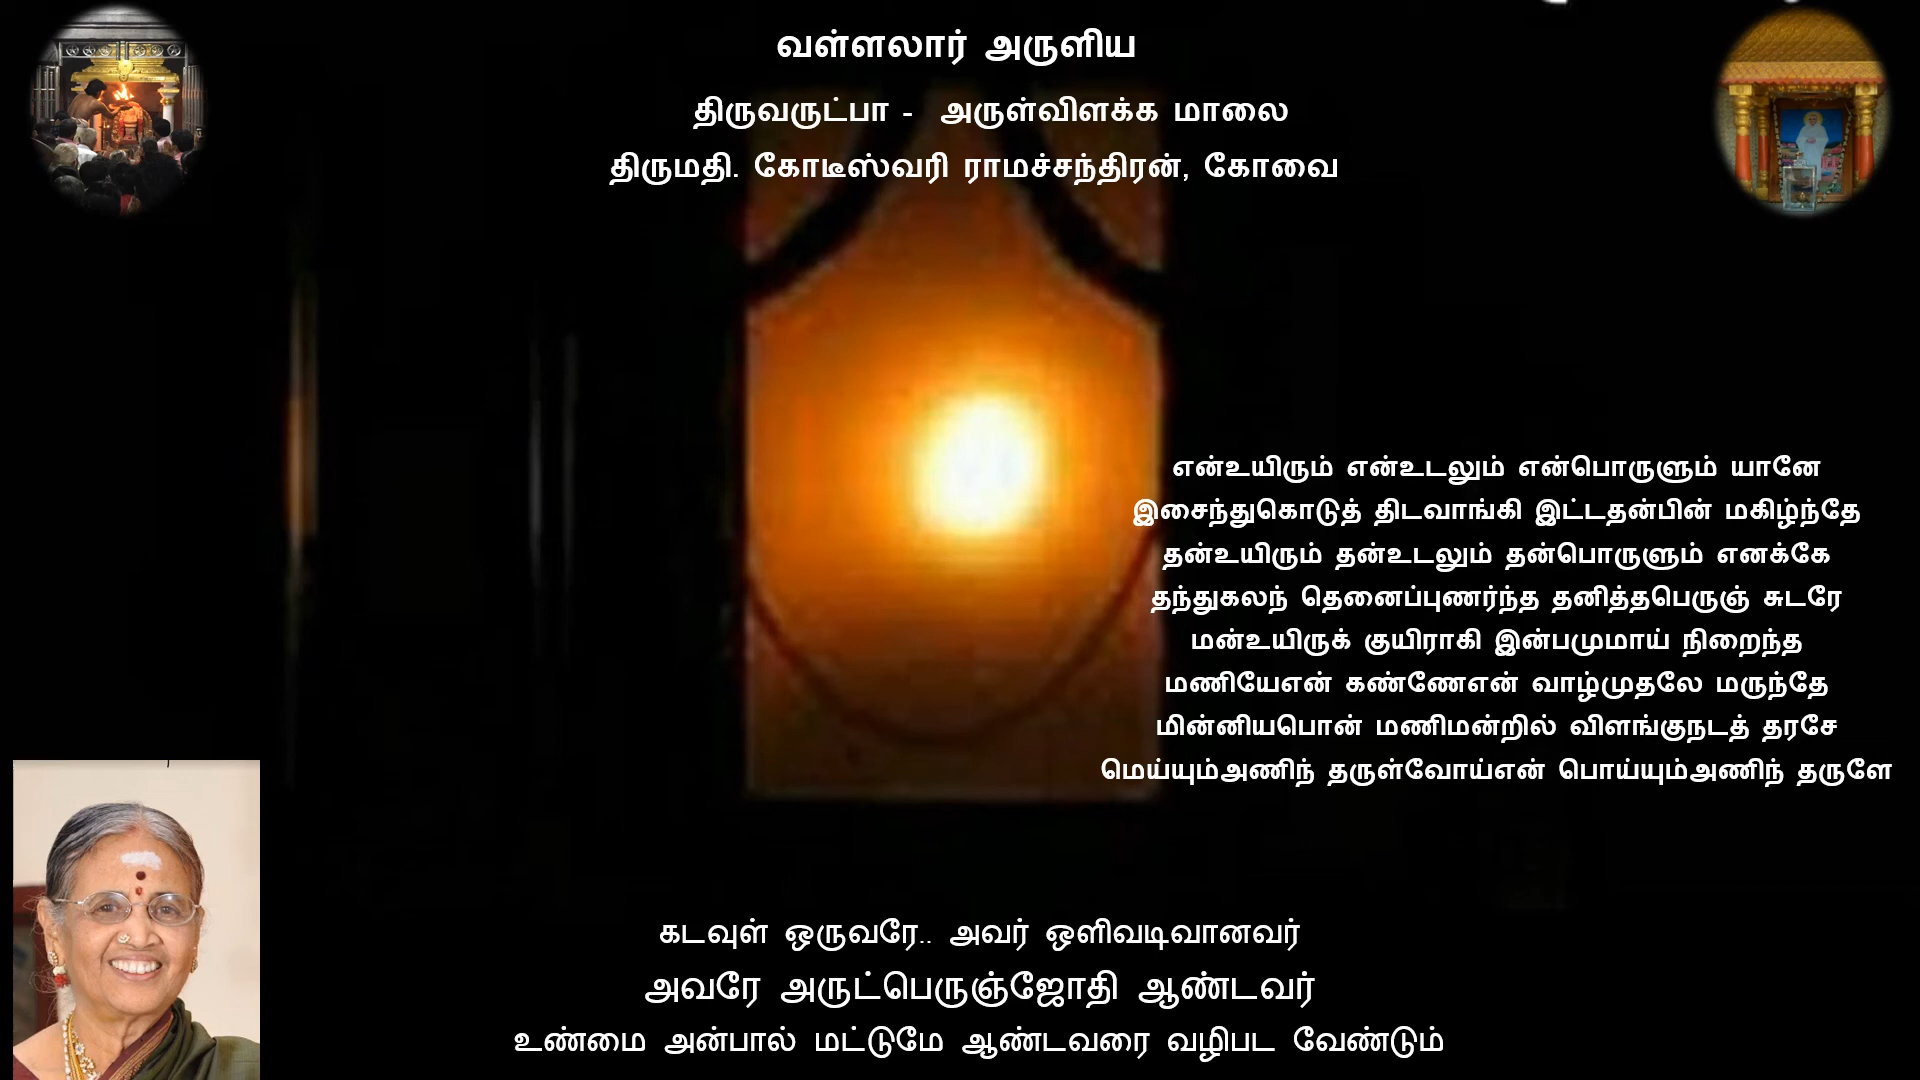 வள்ளலார் அருளிய
திருவருட்பா - அருள்விளக்க மாலை
திருமதி. கோடீஸ்வரி ராமச்சந்திரன், கோவை
என்உயிரும் என்உடலும் என்பொருளும் யானே
இசைந்துகொடுத் திடவாங்கி இட்டதன்பின் மகிழ்ந்தே
தன்உயிரும் தன்உடலும் தன்பொருளும் எனக்கே
தந்துகலந் தெனைப்புணர்ந்த தனித்தபெருஞ் சுடரே
மன்உயிருக் குயிராகி இன்பமுமாய் நிறைந்த
மணியேஎன் கண்ணேஎன் வாழ்முதலே மருந்தே
மின்னியபொன் மணிமன்றில் விளங்குநடத் தரசே
மெய்யும்அணிந் தருள்வோய்என் பொய்யும்அணிந் தருளே
கடவுள் ஒருவரே.. அவர் ஒளிவடிவானவர்
அவரே அருட்பெருஞ்ஜோதி ஆண்டவர்
உண்மை அன்பால் மட்டுமே ஆண்டவரை வழிபட வேண்டும்